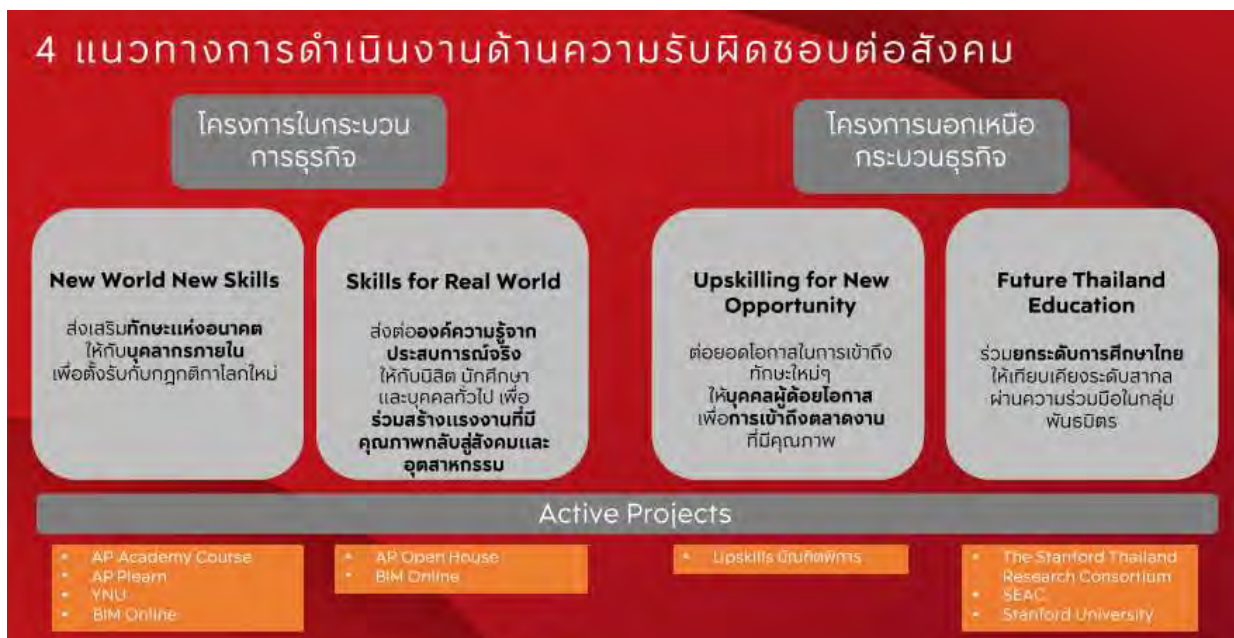 4 แนวทางการดำเนินงานด้านความรับผิดชอบต่อสังคม
โครงการในกระบวน
การธุรกิจ
โครงการนอกเหนือ
กระบวนธุรกิจ
New World New Skills
ส่งเสริมทักษะแห่งอนาคต
ให้กับบุคลากรภายใน
เพื่อตั้งรับกับกฎกติกาโลกใหม่
Skills for Real World
ส่งต่อองค์ความรู้จาก
ประสบการณ์จริง
ให้กับนิสิต นักศึกษา
และบุคคลทั่วไป เพื่อ
ร่วมสร้างแรงงานที่มี
คุณภาพกลับสู่สังคมและ
อุตสาหกรรม
Upskilling for New
Opportunity
ต่อยอดโอกาสในการเข้าถึง
ทักษะใหม่ๆ
ให้บุคคลผู้ด้อยโอกาส
เพื่อการเข้าถึงตลาดงาน
ที่มีคุณภาพ
Future Thailand
Education
ร่วมยกระดับการศึกษาไทย
ให้เทียบเคียงระดับสากล
ผ่านความร่วมมือในกลุ่ม
พันธมิตร
Active Projects
• AP Academy Course
• AP Plearn
• YNU
• BIM Online
• AP Open House
• BIM Online
• Upskills บัณฑิตพิการ
• The Stanford Thailand
Research Consortium
• SEAC
• Stanford University